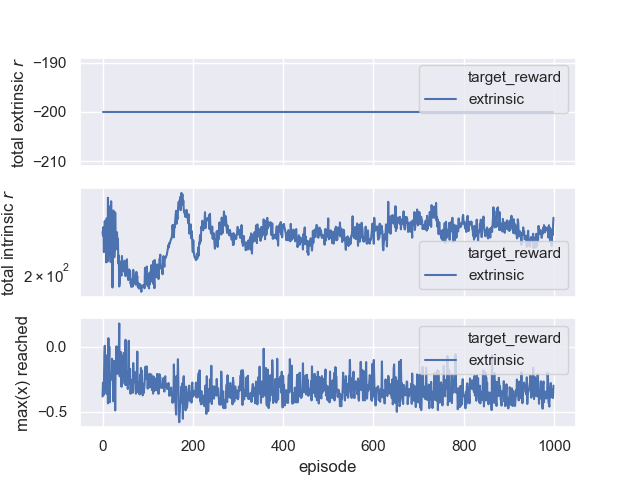 total extrinsic r
−190
−200
−210
target_reward
extrinsic
total intrinsic r
2 × 10²
target_reward
extrinsic
max(x) reached
0.0
−0.5
target_reward
extrinsic
0 200 400 600 800 1000
episode